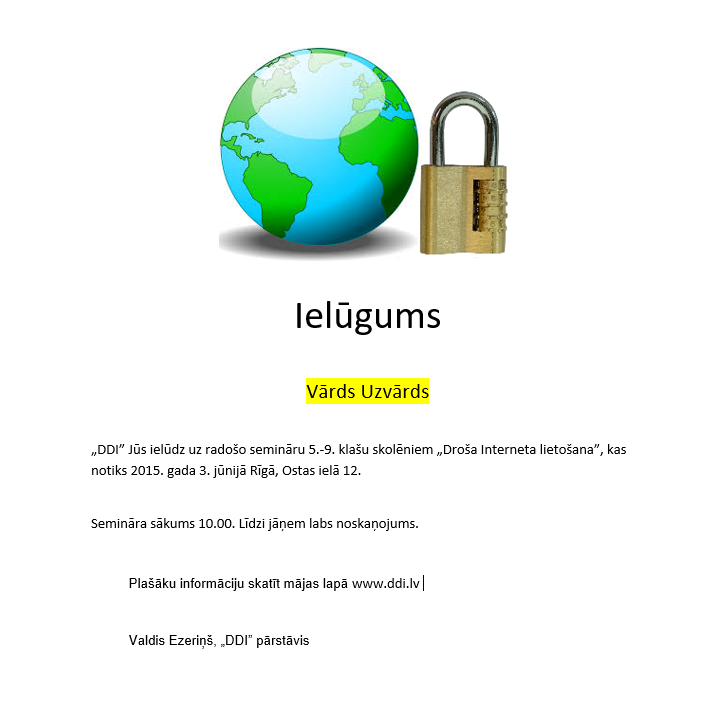 Ielūgums
Vārds Uzvārds
„DDI” Jūs ielūdz uz radošo semināru 5.-9. klašu skolēniem „Droša Interneta lietošana”, kas
notiks 2015. gada 3. jūnijā Rīgā, Ostas ielā 12.
Semināra sākums 10.00. Līdzi jāņem labs noskaņojums.
Plašāku informāciju skatīt mājas lapā www.ddi.lv
Valdis Ezeriņš, „DDI” pārstāvis